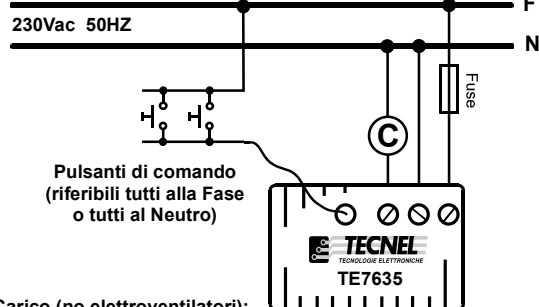 F
230Vac 50HZ
N
Fuse
C
Pulsanti di comando
(riferibili tutti alla Fase
o tutti al Neutro)
TECNEL
TECNOLOGIE ELETTRONICHE
TE7635
Carico (no elettroventilatori):